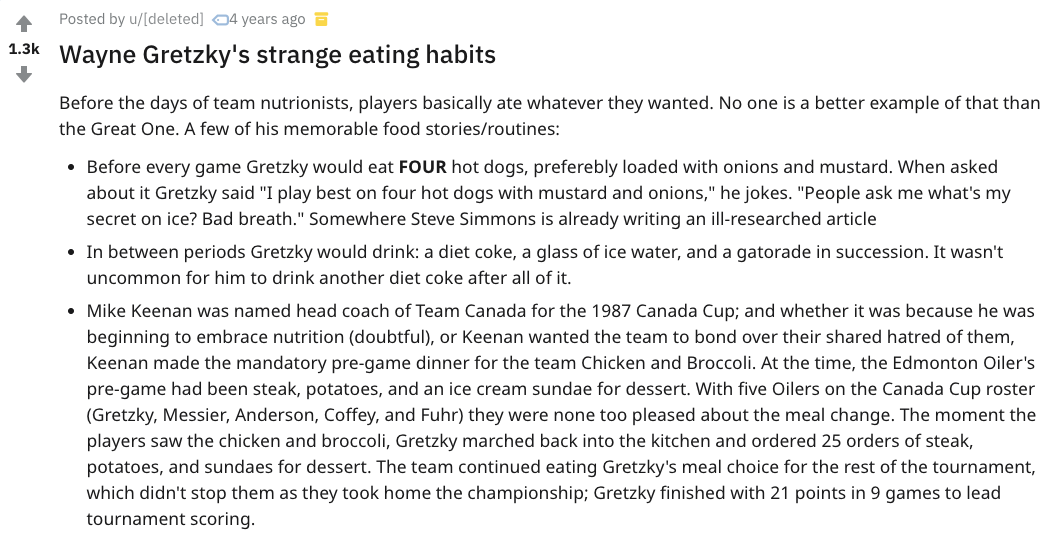 Posted by u/[deleted] 4 years ago
1.3k
Wayne Gretzky's strange eating habits
Before the days of team nutrionists, players basically ate whatever they wanted. No one is a better example of that than
the Great One. A few of his memorable food stories/routines:
• Before every game Gretzky would eat FOUR hot dogs, preferebly loaded with onions and mustard. When asked
about it Gretzky said "I play best on four hot dogs with mustard and onions," he jokes. "People ask me what's my
secret on ice? Bad breath." Somewhere Steve Simmons is already writing an ill-researched article
• In between periods Gretzky would drink: a diet coke, a glass of ice water, and a gatorade in succession. It wasn't
uncommon for him to drink another diet coke after all of it.
• Mike Keenan was named head coach of Team Canada for the 1987 Canada Cup; and whether it was because he was
beginning to embrace nutrition (doubtful), or Keenan wanted the team to bond over their shared hatred of them,
Keenan made the mandatory pre-game dinner for the team Chicken and Broccoli. At the time, the Edmonton Oiler's
pre-game had been steak, potatoes, and an ice cream sundae for dessert. With five Oilers on the Canada Cup roster
(Gretzky, Messier, Anderson, Coffey, and Fuhr) they were none too pleased about the meal change. The moment the
players saw the chicken and broccoli, Gretzky marched back into the kitchen and ordered 25 orders of steak,
potatoes, and sundaes for dessert. The team continued eating Gretzky's meal choice for the rest of the tournament,
which didn't stop them as they took home the championship; Gretzky finished with 21 points in 9 games to lead
tournament scoring.